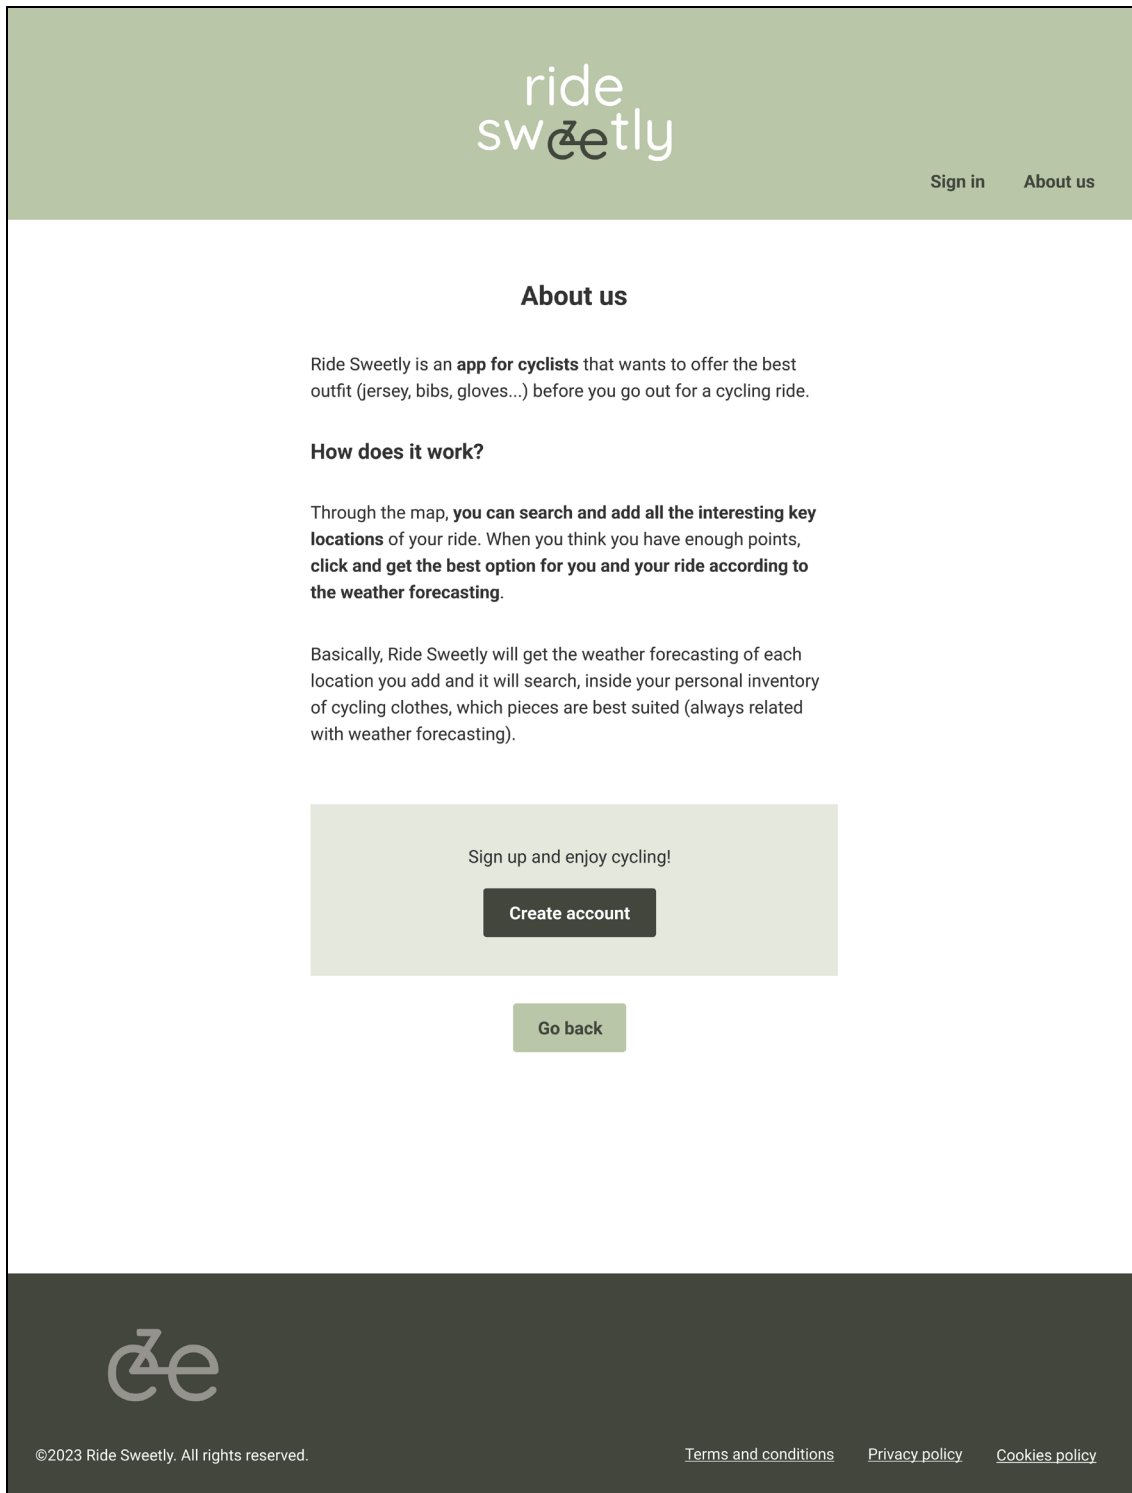 ride
sweetly
Sign in
About us
About us
Ride Sweetly is an app for cyclists that wants to offer the best
outfit (jersey, bibs, gloves...) before you go out for a cycling ride.
How does it work?
Through the map, you can search and add all the interesting key
locations of your ride. When you think you have enough points,
click and get the best option for you and your ride according to
the weather forecasting.
Basically, Ride Sweetly will get the weather forecasting of each
location you add and it will search, inside your personal inventory
of cycling clothes, which pieces are best suited (always related
with weather forecasting).
Sign up and enjoy cycling!
Create account
Go back
©2023 Ride Sweetly. All rights reserved.
Terms and conditions
Privacy policy
Cookies policy